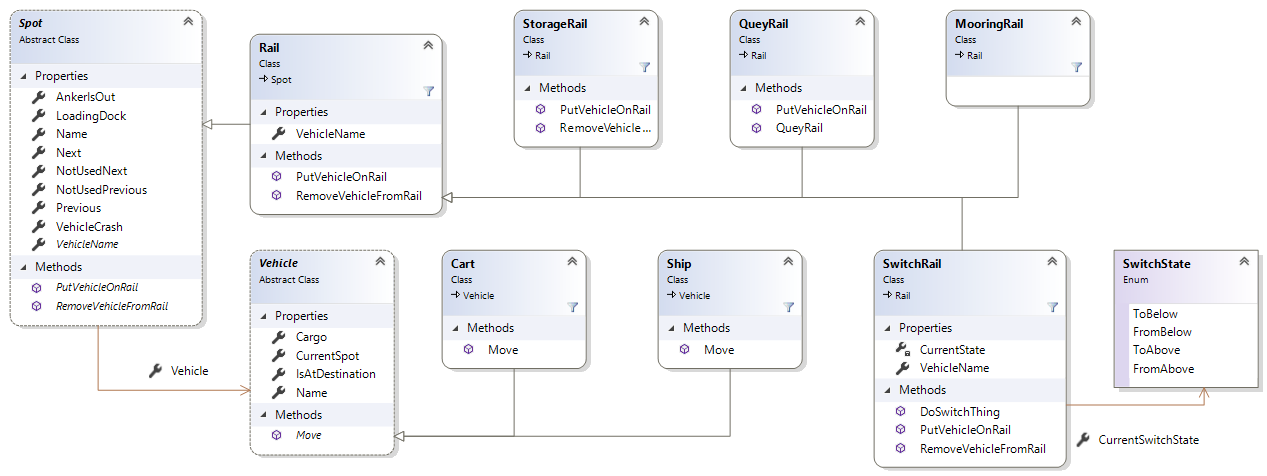 Spot
Abstract Class
Properties
AnkerIsOut
LoadingDock
Name
Next
NotUsedNext
NotUsedPrevious
Previous
VehicleCrash
VehicleName
Methods
PutVehicleOnRail
RemoveVehicleFromRail
Rail
Class
Spot
Properties
VehicleName
Methods
PutVehicleOnRail
RemoveVehicleFromRail
StorageRail
Class
Rail
Methods
PutVehicleOnRail
RemoveVehicle ...
QueyRail
Class
Rail
Methods
PutVehicleOnRail
QueyRail
MooringRail
Class
Rail
Vehicle
Vehicle
Abstract Class
Properties
Cargo
CurrentSpot
IsAtDestination
Name
Methods
Move
Cart
Class
Vehicle
Methods
Move
Ship
Class
Vehicle
Methods
Move
SwitchRail
Class
Rail
Properties
CurrentState
VehicleName
Methods
DoSwitchThing
PutVehicleOnRail
RemoveVehicleFromRail
SwitchState
Enum
ToBelow
FromBelow
ToAbove
FromAbove
CurrentSwitchState